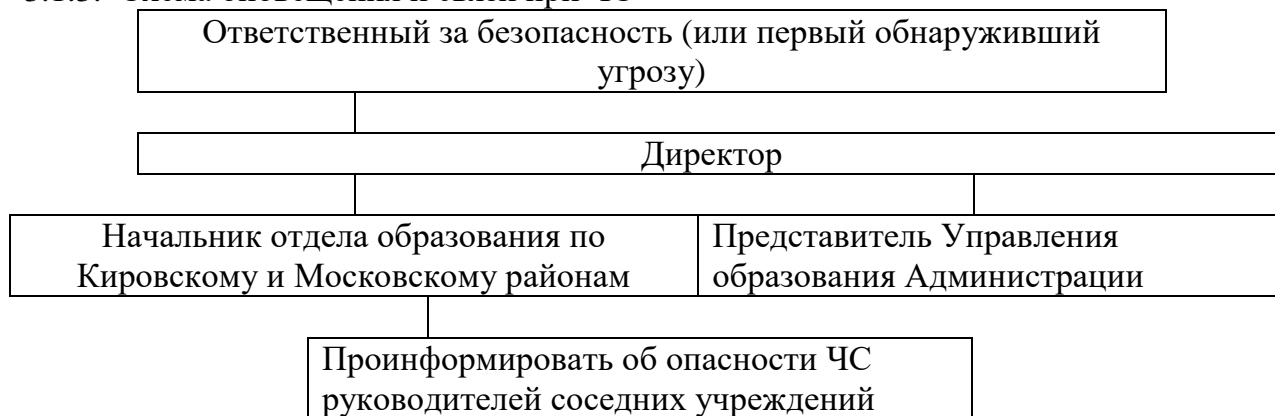 Ответственный за безопасность (или первый обнаруживший
угрозу)
Директор
Начальник отдела образования по
Кировскому и Московскому районам
Представитель Управления
образования Администрации
Проинформировать об опасности ЧС
руководителей соседних учреждений